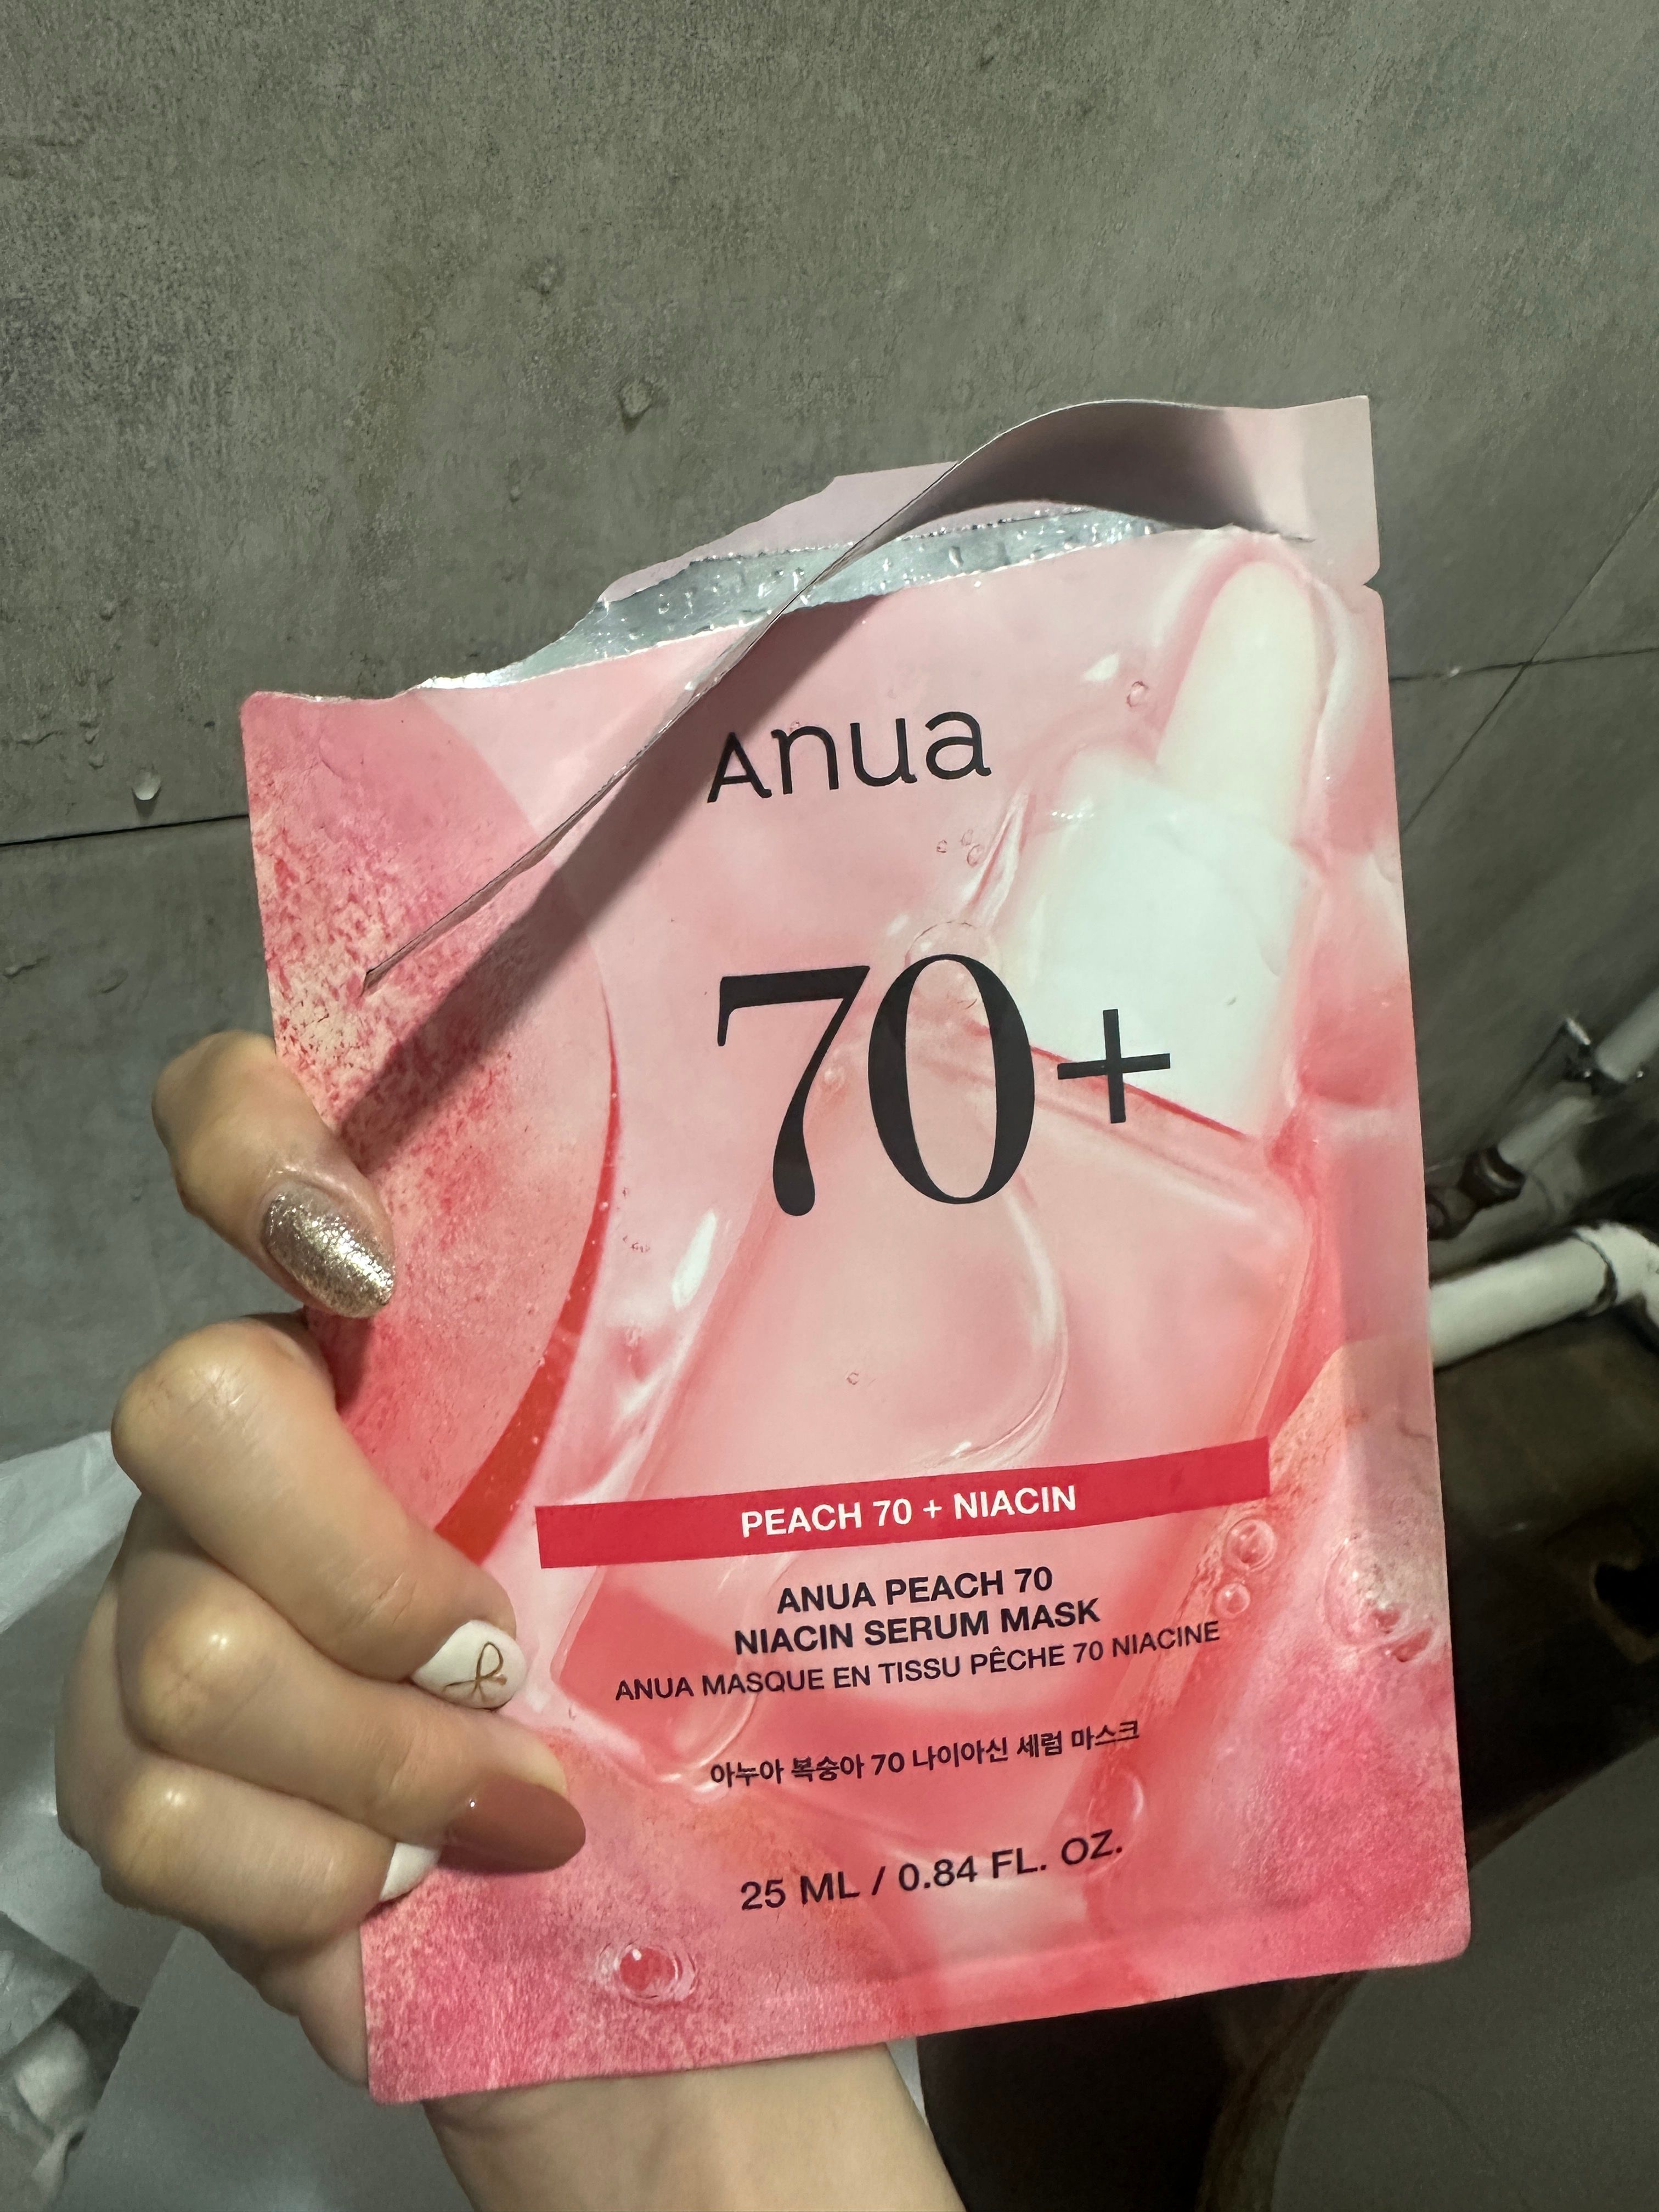 Anua
70+
PEACH 70 + NIACIN
ANUA PEACH 70
NIACIN SERUM MASK
ANUA MASQUE EN TISSU PÊCHE 70 NIACINE
아누아 복숭아 70 나이아신 세럼 마스크
25 ML / 0.84 FL. OZ.